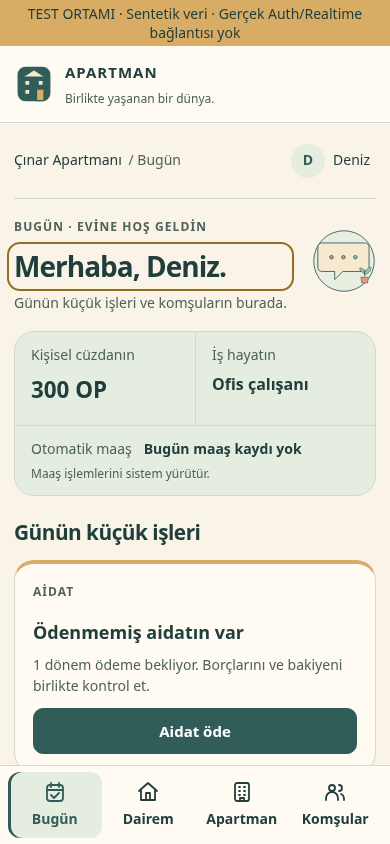 TEST ORTAMI · Sentetik veri · Gerçek Auth/Realtime
bağlantısı yok
APARTMAN
Birlikte yaşanan bir dünya.
Çınar Apartmanı / Bugün
D Deniz
BUGÜN · EVİNE HOŞ GELDİN
Merhaba, Deniz.
Günün küçük işleri ve komşuların burada.
Kişisel cüzdanın
300 OP
İş hayatın
Ofis çalışanı
Otomatik maaş Bugün maaş kaydı yok
Maaş işlemlerini sistem yürütür.
Günün küçük işleri
AİDAT
Ödenmemiş aidatın var
1 dönem ödeme bekliyor. Borçlarını ve bakiyeni
birlikte kontrol et.
Aidat öde
Bugün Dairem Apartman Komşular